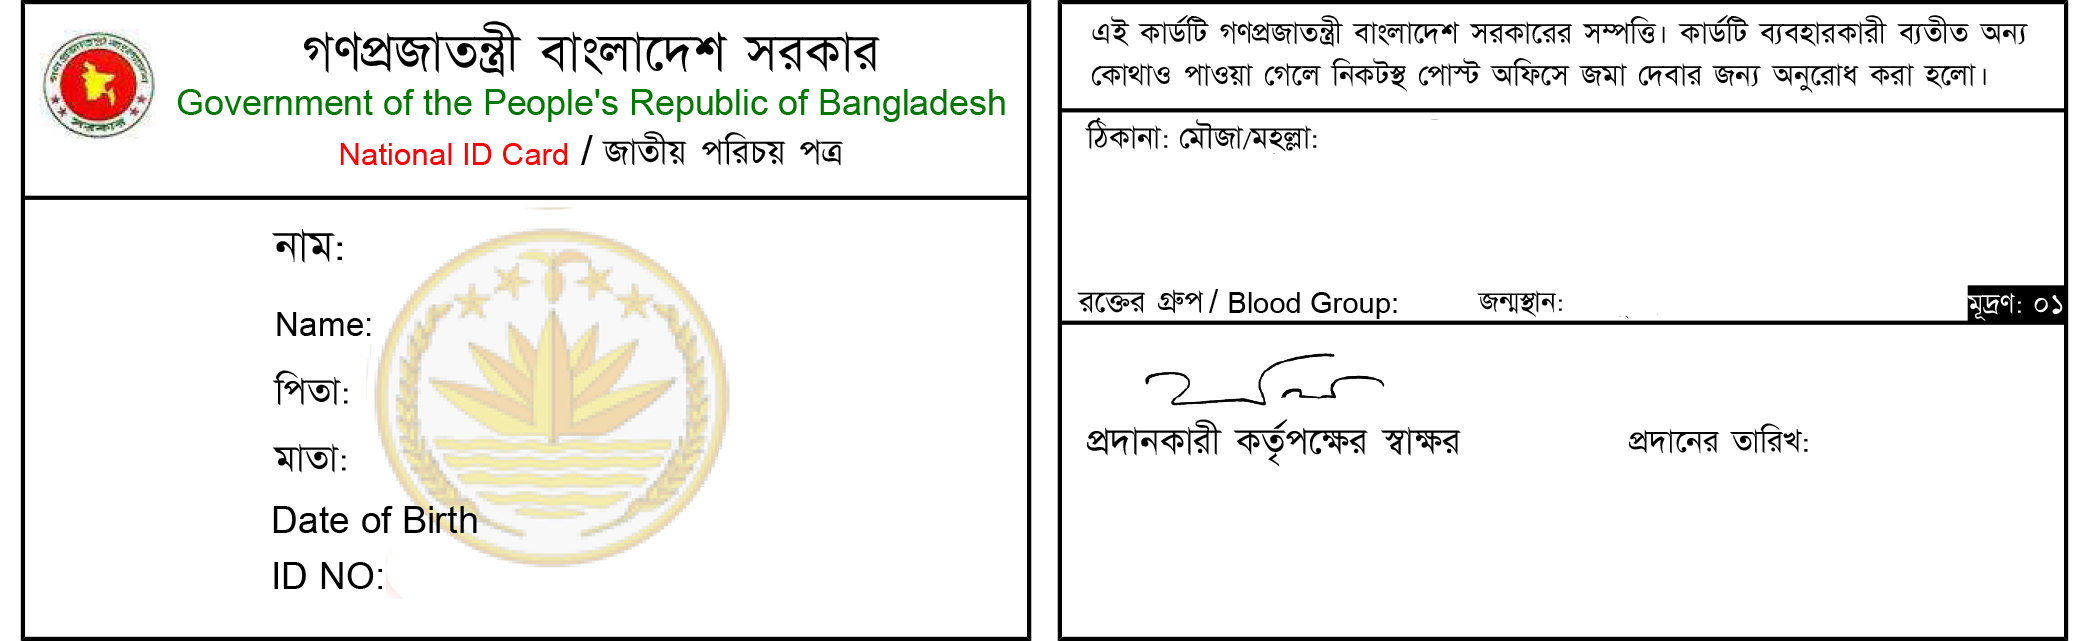 গণপ্রজাতন্ত্রী বাংলাদেশ সরকার
Government of the People's Republic of Bangladesh
National ID Card / জাতীয় পরিচয় পত্র
নাম:
Name:
পিতা:
মাতা:
Date of Birth
ID NO:
এই কার্ডটি গণপ্রজাতন্ত্রী বাংলাদেশ সরকারের সম্পত্তি। কার্ডটি ব্যবহারকারী ব্যতীত অন্য
কোথাও পাওয়া গেলে নিকটস্থ পোস্ট অফিসে জমা দেবার জন্য অনুরোধ করা হলো।
ঠিকানা: মৌজা/মহল্লা:
রক্তের গ্রুপ / Blood Group: জন্মস্থান: মূদ্রণ: ০১
প্রদানকারী কর্তৃপক্ষের স্বাক্ষর প্রদানের তারিখ: